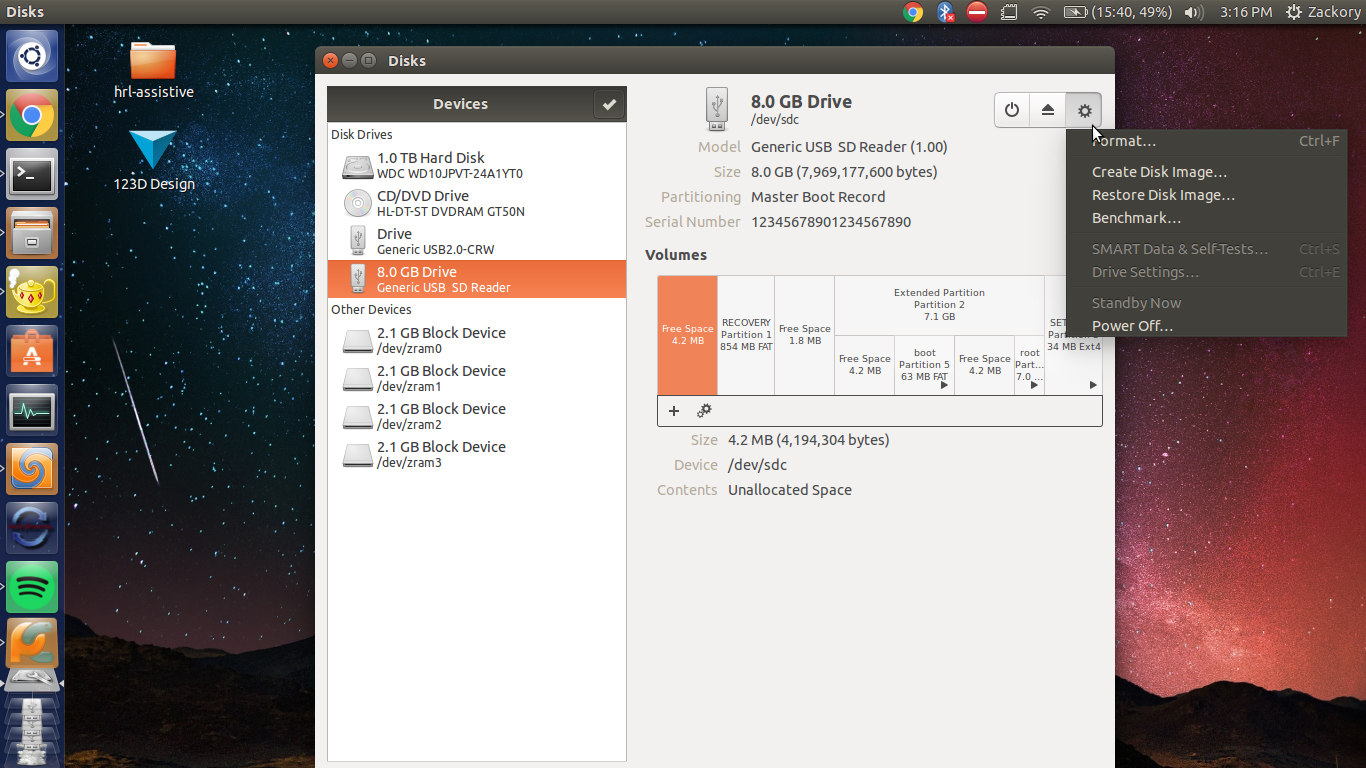 Disks
(15:40, 49%)
3:16 PM
Zackory
hrl-assistive
123D Design
Disks
Devices
Disk Drives
1.0 TB Hard Disk
WDC WD10JPVT-24A1YT0
CD/DVD Drive
HL-DT-ST DVDRAM GT50N
Drive
Generic USB2.0-CRW
8.0 GB Drive
Generic USB SD Reader
Other Devices
2.1 GB Block Device
/dev/zram0
2.1 GB Block Device
/dev/zram1
2.1 GB Block Device
/dev/zram2
2.1 GB Block Device
/dev/zram3
8.0 GB Drive
/dev/sdc
Model Generic USB SD Reader (1.00)
Size 8.0 GB (7,969,177,600 bytes)
Partitioning Master Boot Record
Serial Number 12345678901234567890
Volumes
Free Space
4.2 MB
RECOVERY
Partition 1
854 MB FAT
Free Space
1.8 MB
Extended Partition
Partition 2
7.1 GB
Free Space
4.2 MB
boot
Partition 5
63 MB FAT
Free Space
4.2 MB
root
Part...
7.0 ...
34 MB Ext4
Size 4.2 MB (4,194,304 bytes)
Device /dev/sdc
Contents Unallocated Space
Format... Ctrl+F
Create Disk Image...
Restore Disk Image...
Benchmark...
SMART Data & Self-Tests... Ctrl+S
Drive Settings... Ctrl+E
Standby Now
Power Off...